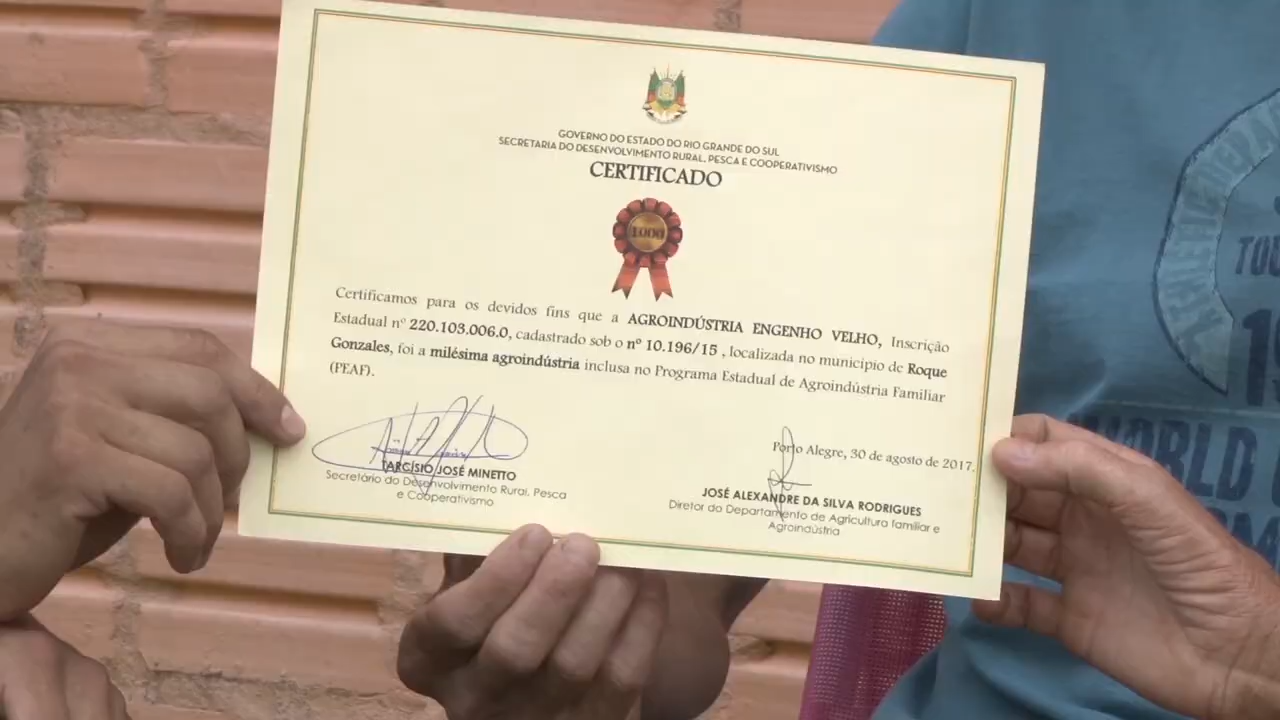 GOVERNO DO ESTADO DO RIO GRANDE DO SUL
SECRETARIA DO DESENVOLVIMENTO RURAL, PESCA E COOPERATIVISMO
CERTIFICADO
1000
Certificamos para os devidos fins que a AGROINDÚSTRIA ENGENHO VELHO, Inscrição
Estadual nº 220.103.006.0, cadastrado sob o nº 10.196/15 , localizada no município de Roque
Gonzales, foi a milésima agroindústria inclusa no Programa Estadual de Agroindústria Familiar
(PEAF).
Porto Alegre, 30 de agosto de 2017.
TARCÍSIO JOSÉ MINETTO
Secretário do Desenvolvimento Rural, Pesca
e Cooperativismo
JOSÉ ALEXANDRE DA SILVA RODRIGUES
Diretor do Departamento de Agricultura familiar e
Agroindústria
TOU
WORLD